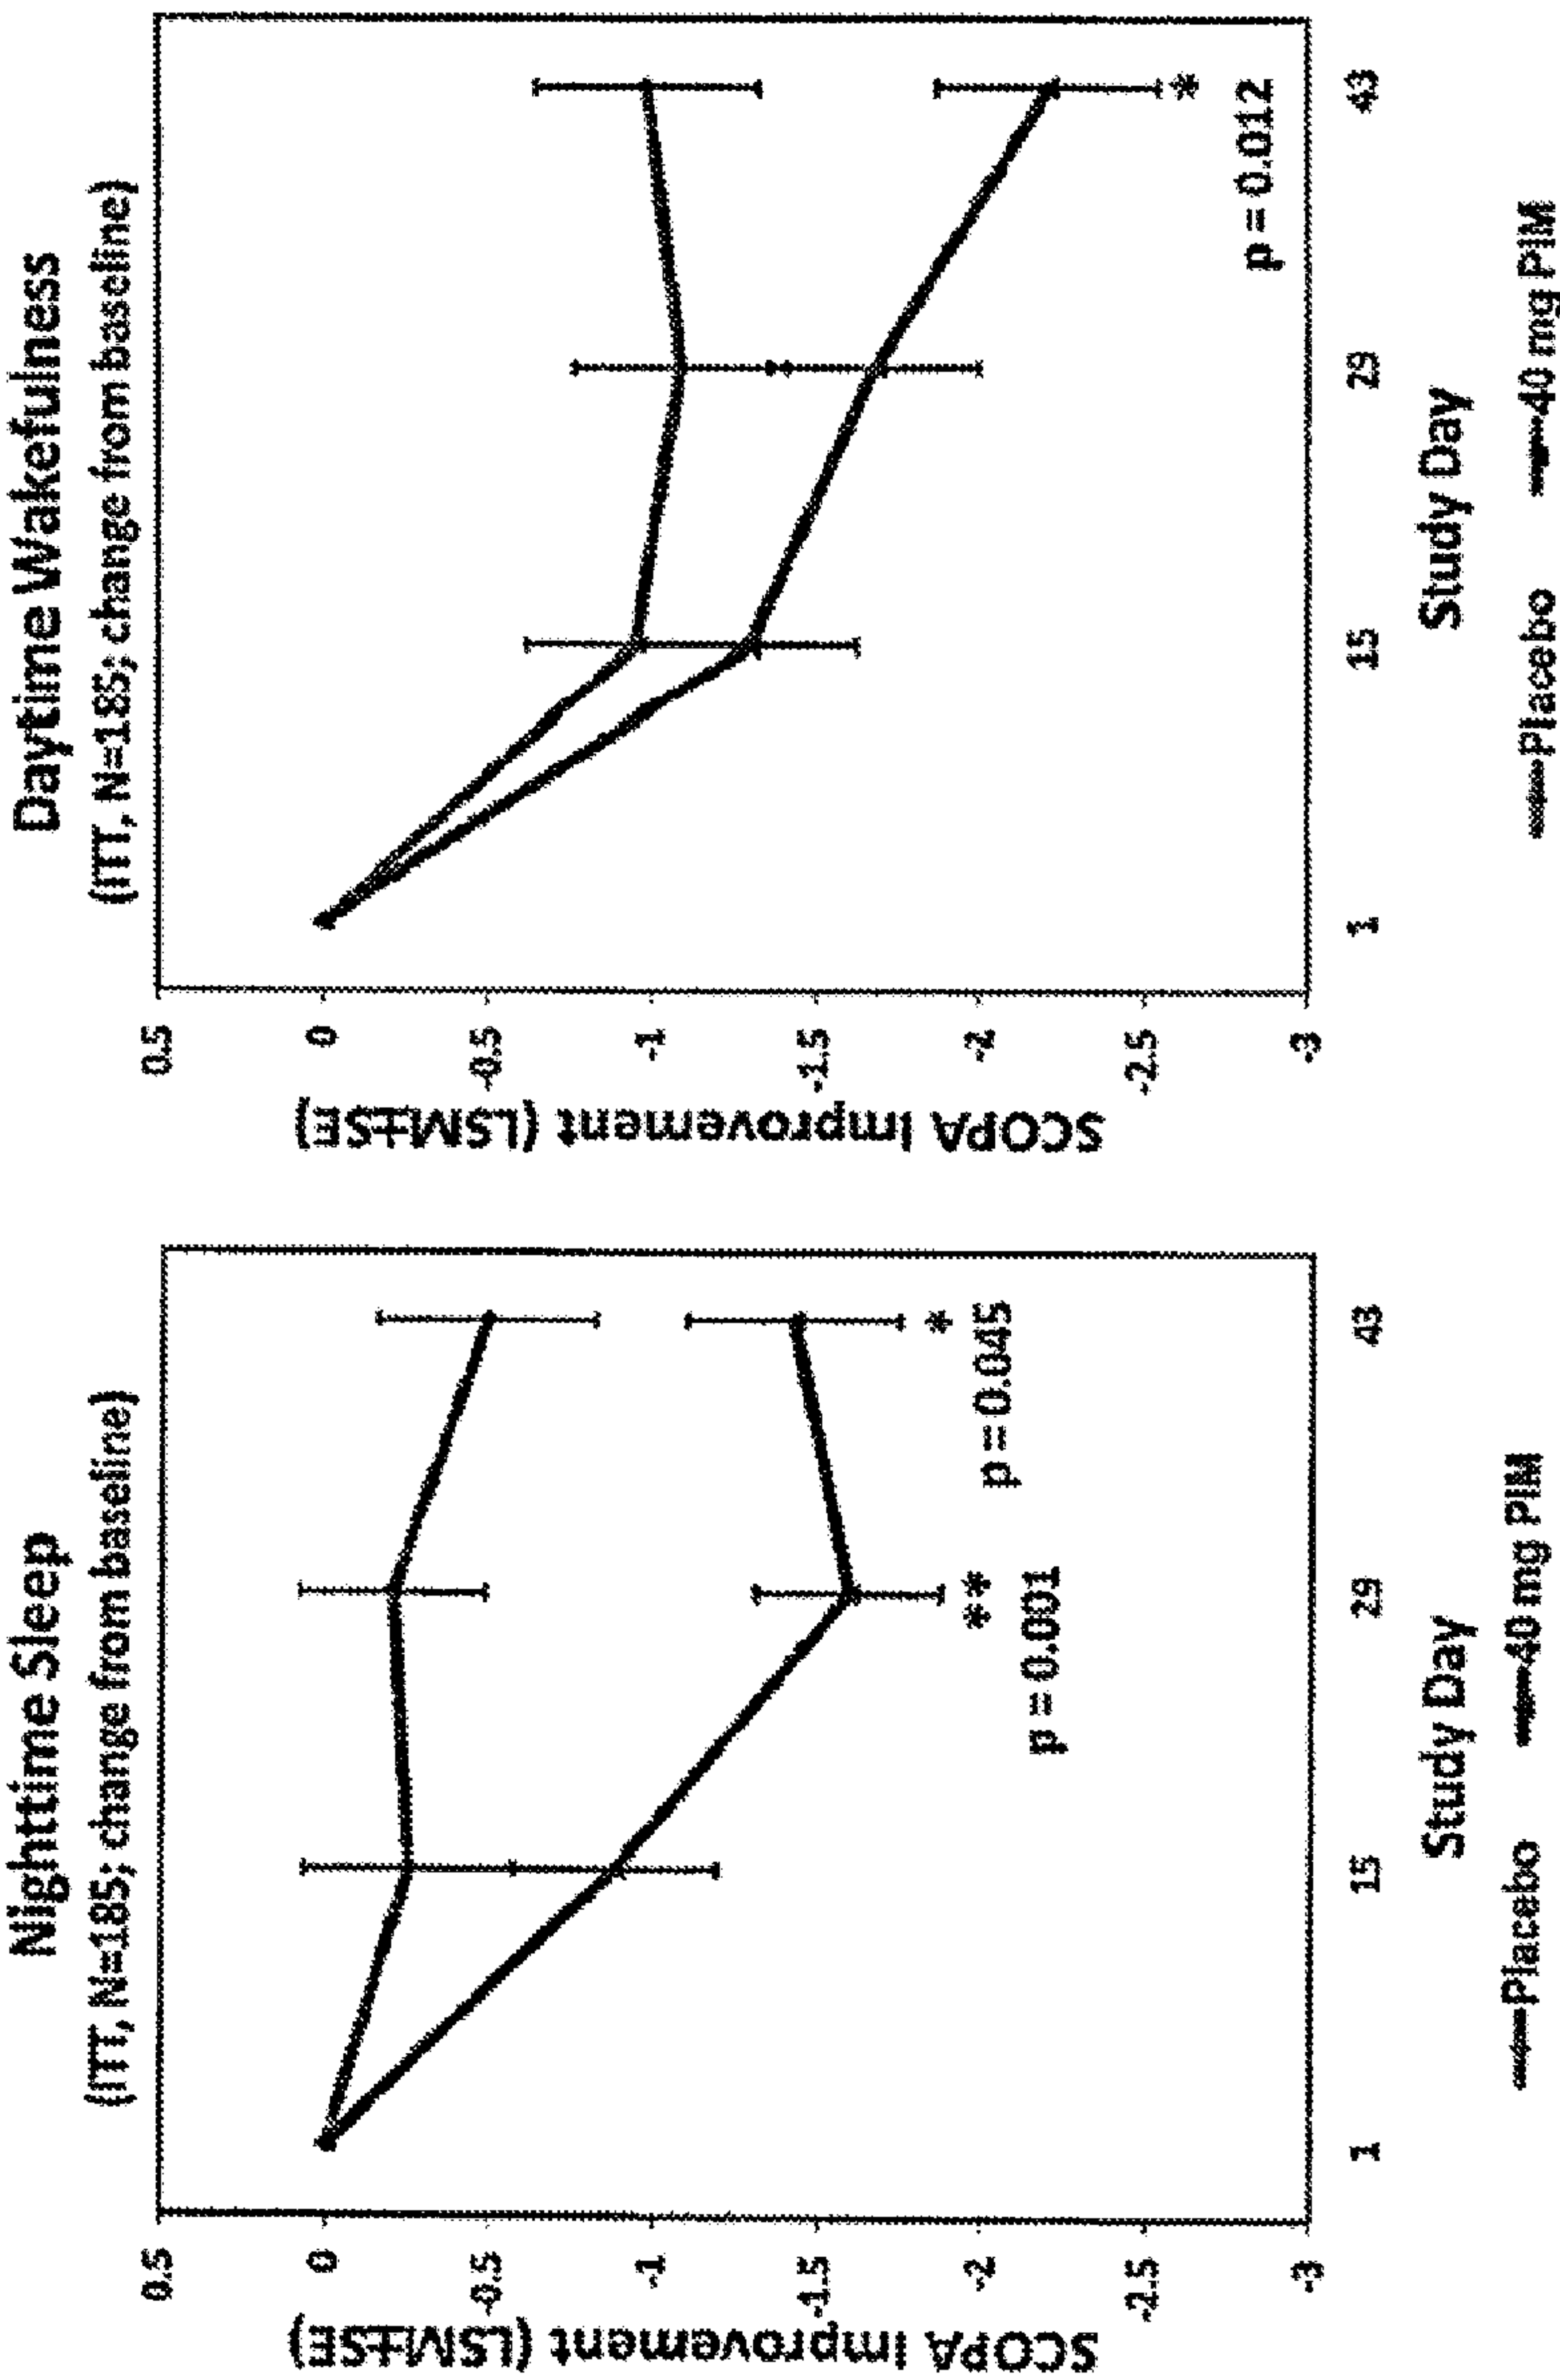 Nighttime Sleep
(ITT, N=185; change from baseline)
SCOPA Improvement (LSM±SE)
0.5
0
-0.5
-1
-1.5
-2
-2.5
-3
**
p = 0.001
*
p = 0.045
1 15 29 43
Study Day
Placebo 40 mg PIM
Daytime Wakefulness
(ITT, N=185; change from baseline)
SCOPA Improvement (LSM±SE)
0.5
0
-0.5
-1
-1.5
-2
-2.5
-3
*
p = 0.012
1 15 29 43
Study Day
Placebo 40 mg PIM